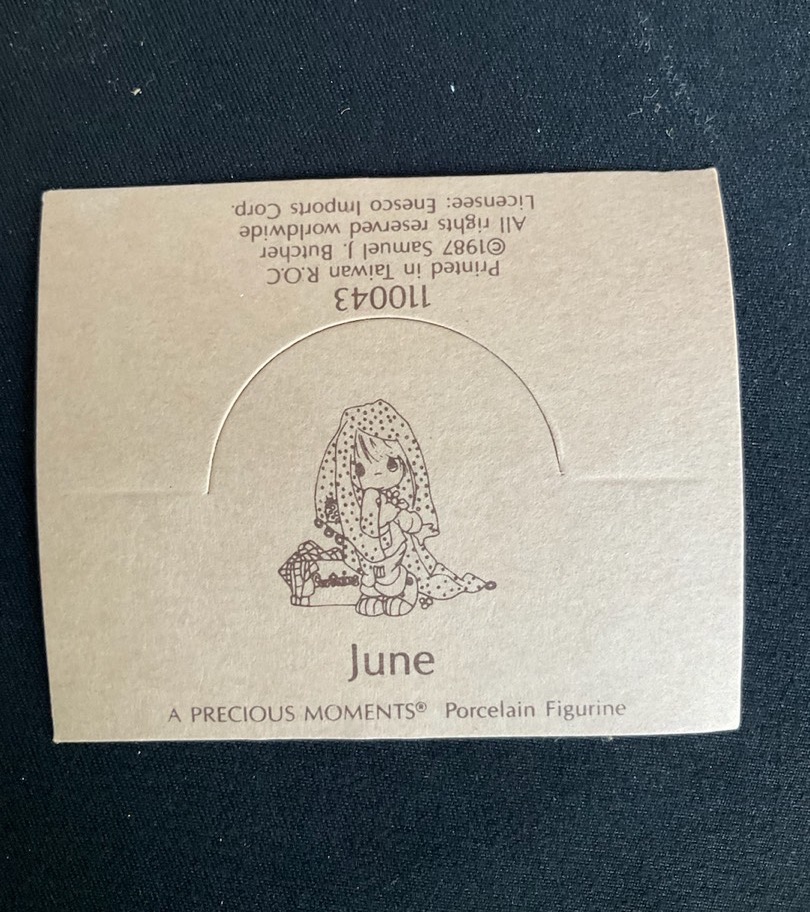 110043
Printed in Taiwan R.O.C
©1987 Samuel J. Butcher
All rights reserved worldwide
Licensee: Enesco Imports Corp.
June
A PRECIOUS MOMENTS® Porcelain Figurine